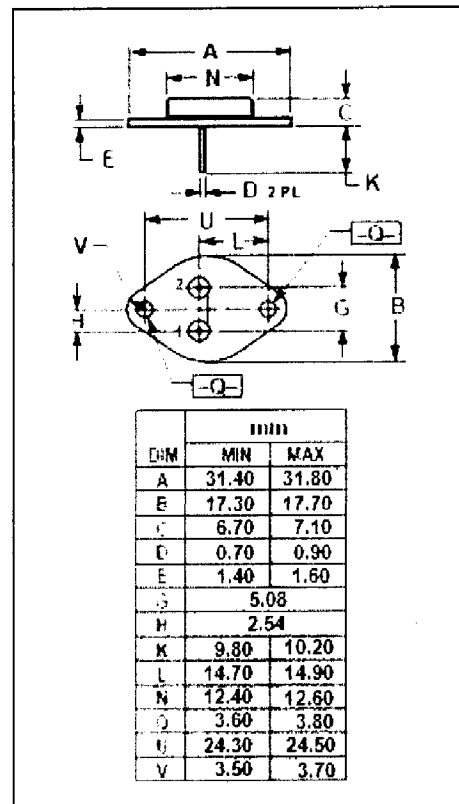 A
N
C
E
K
D 2 PL
U
L
-Q-
V
2
H
G
B
1
-Q-
mm
DIM MIN MAX
A 31.40 31.80
B 17.30 17.70
C 6.70 7.10
D 0.70 0.90
E 1.40 1.60
G 5.08
H 2.54
K 9.80 10.20
L 14.70 14.90
N 12.40 12.60
Q 3.60 3.80
U 24.30 24.50
V 3.50 3.70